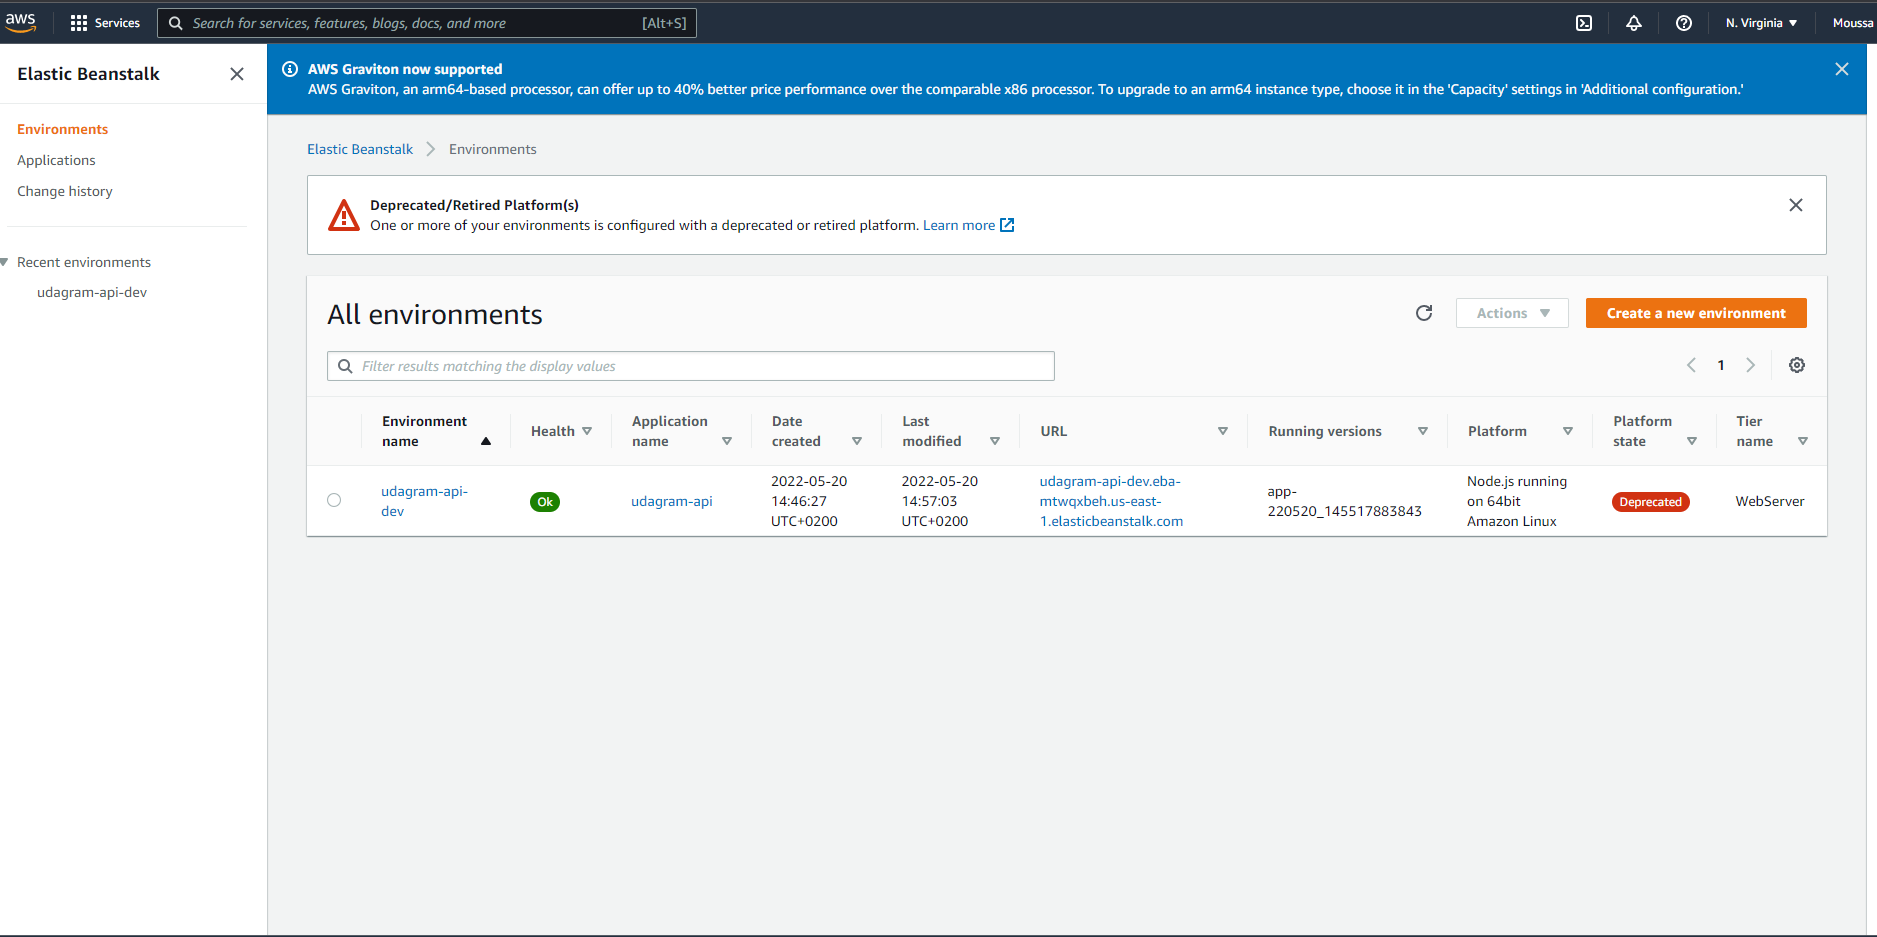 aws
Services
Search for services, features, blogs, docs, and more
[Alt+S]
N. Virginia
Moussa
Elastic Beanstalk
Environments
Applications
Change history
Recent environments
udagram-api-dev
AWS Graviton now supported
AWS Graviton, an arm64-based processor, can offer up to 40% better price performance over the comparable x86 processor. To upgrade to an arm64 instance type, choose it in the 'Capacity' settings in 'Additional configuration.'
Elastic Beanstalk
Environments
Deprecated/Retired Platform(s)
One or more of your environments is configured with a deprecated or retired platform. Learn more
All environments
Actions
Create a new environment
Filter results matching the display values
1
Environment
name
Health
Application
name
Date
created
Last
modified
URL
Running versions
Platform
Platform
state
Tier
name
udagram-api-
dev
Ok
udagram-api
2022-05-20
14:46:27
UTC+0200
2022-05-20
14:57:03
UTC+0200
udagram-api-dev.eba-
mtwqxbeh.us-east-
1.elasticbeanstalk.com
app-
220520_145517883843
Node.js running
on 64bit
Amazon Linux
Deprecated
WebServer